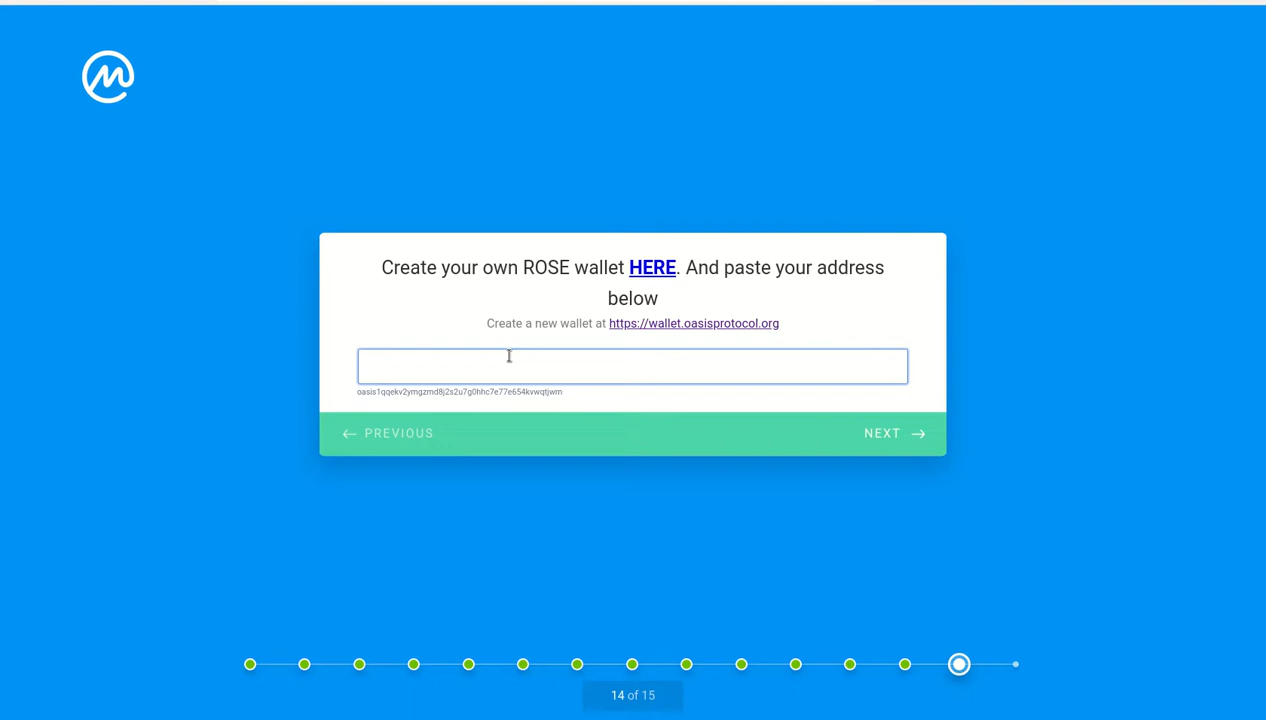 Create your own ROSE wallet HERE. And paste your address
below
Create a new wallet at https://wallet.oasisprotocol.org
oasis1qqekv2ymgzmd8j2s2u7g0hhc7e77e654kvwqtjwm
← PREVIOUS
NEXT →
14 of 15